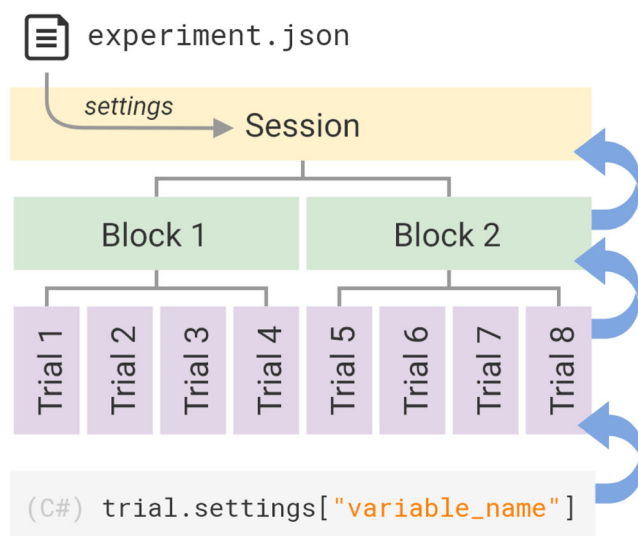 experiment.json
settings
Session
Block 1
Block 2
Trial 1
Trial 2
Trial 3
Trial 4
Trial 5
Trial 6
Trial 7
Trial 8
(C#) trial.settings["variable_name"]